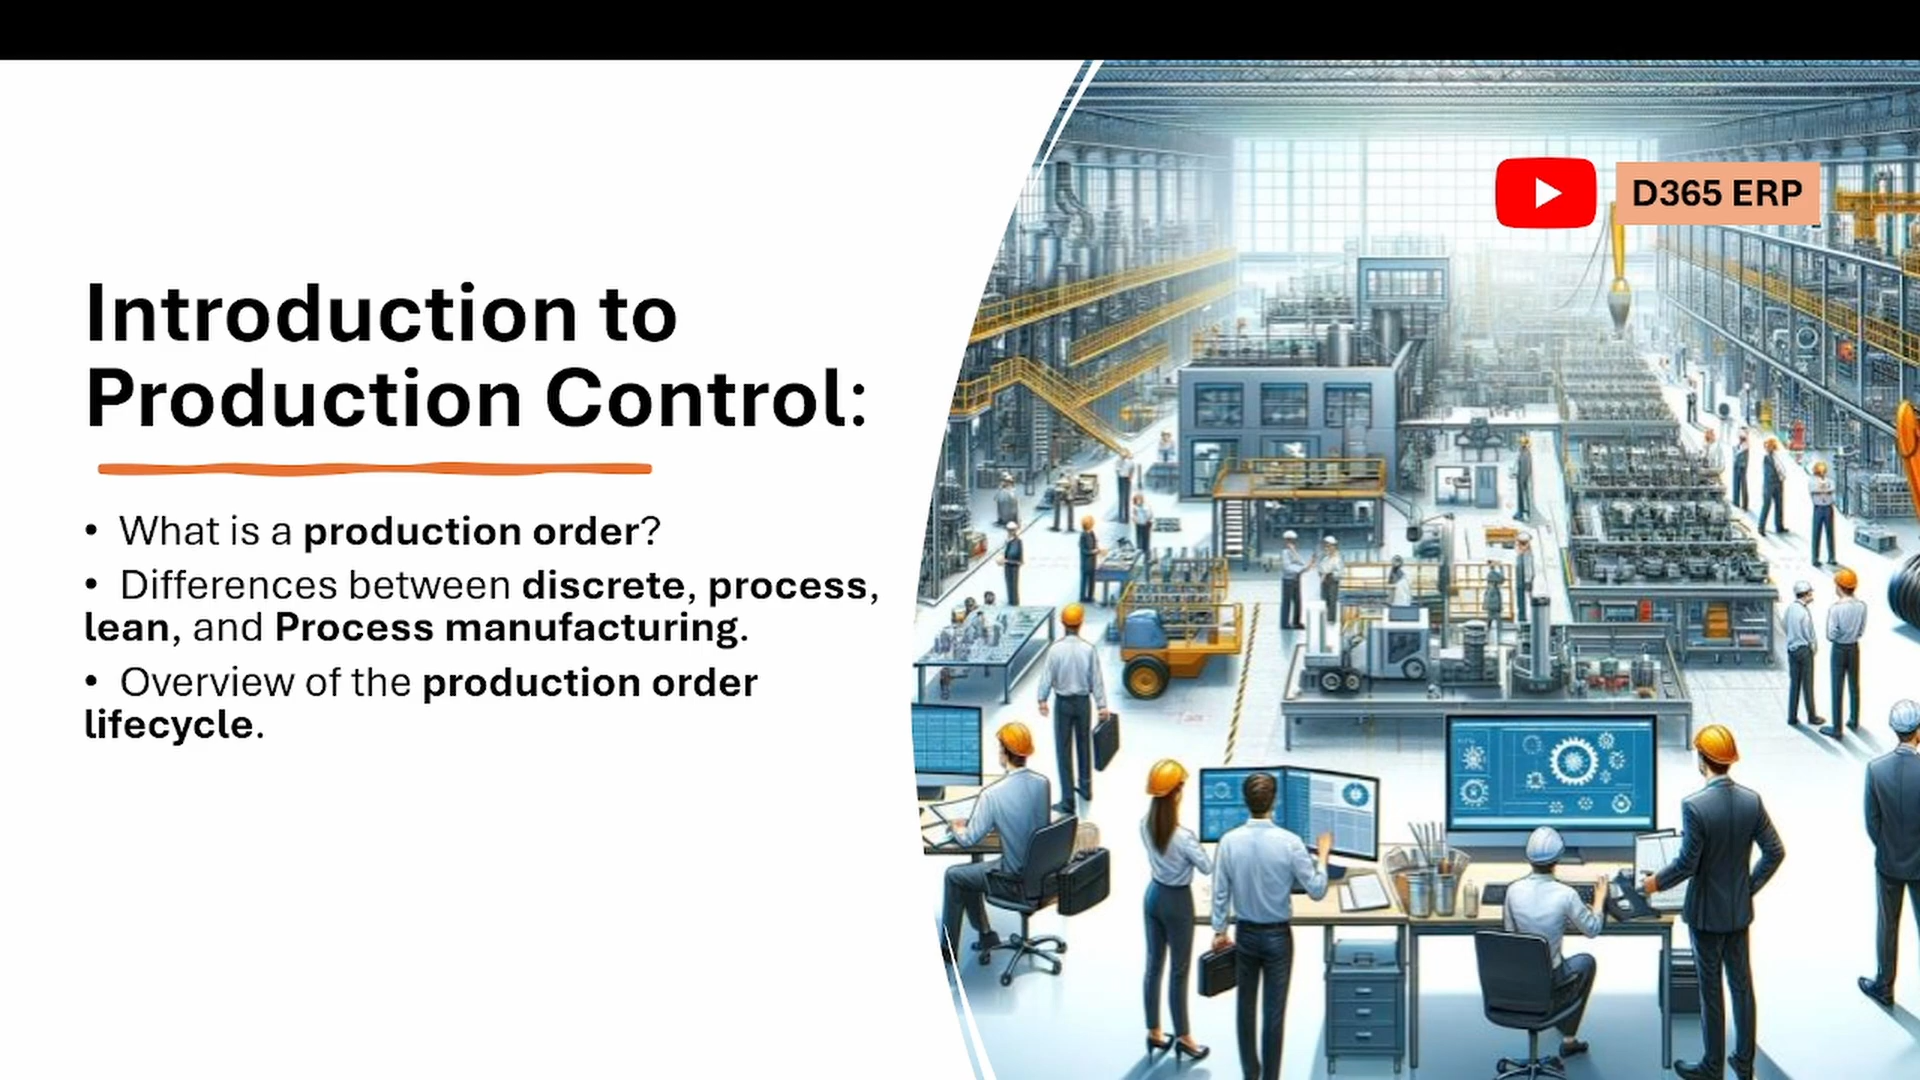 D365 ERP
Introduction to
Production Control:
• What is a production order?
• Differences between discrete, process,
lean, and Process manufacturing.
• Overview of the production order
lifecycle.